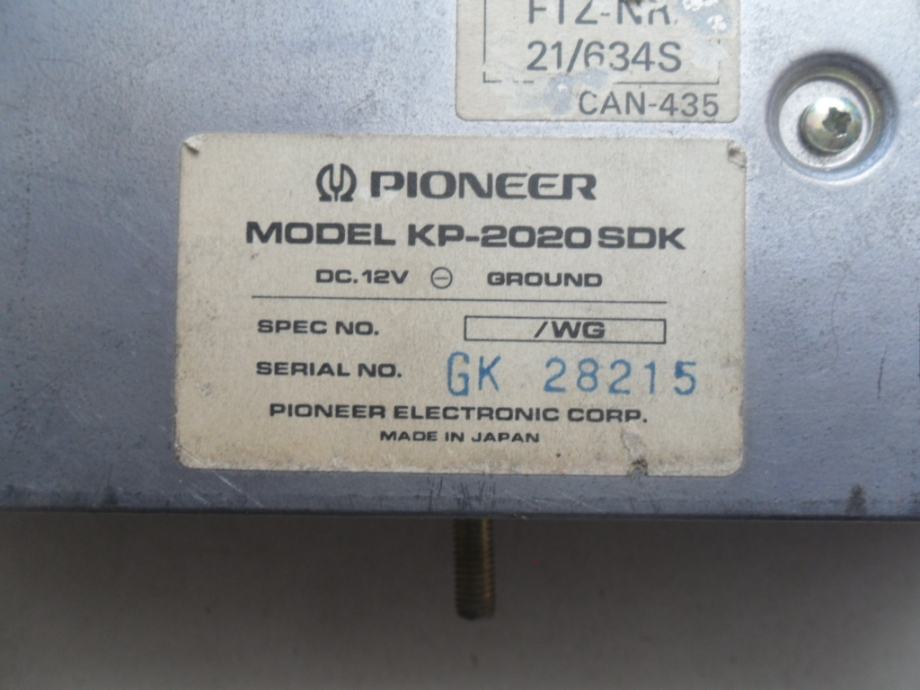 FTZ-NR.
21/634S
CAN-435
PIONEER
MODEL KP-2020SDK
DC.12V ⊖ GROUND
SPEC NO. /WG
SERIAL NO. GK 28215
PIONEER ELECTRONIC CORP.
MADE IN JAPAN